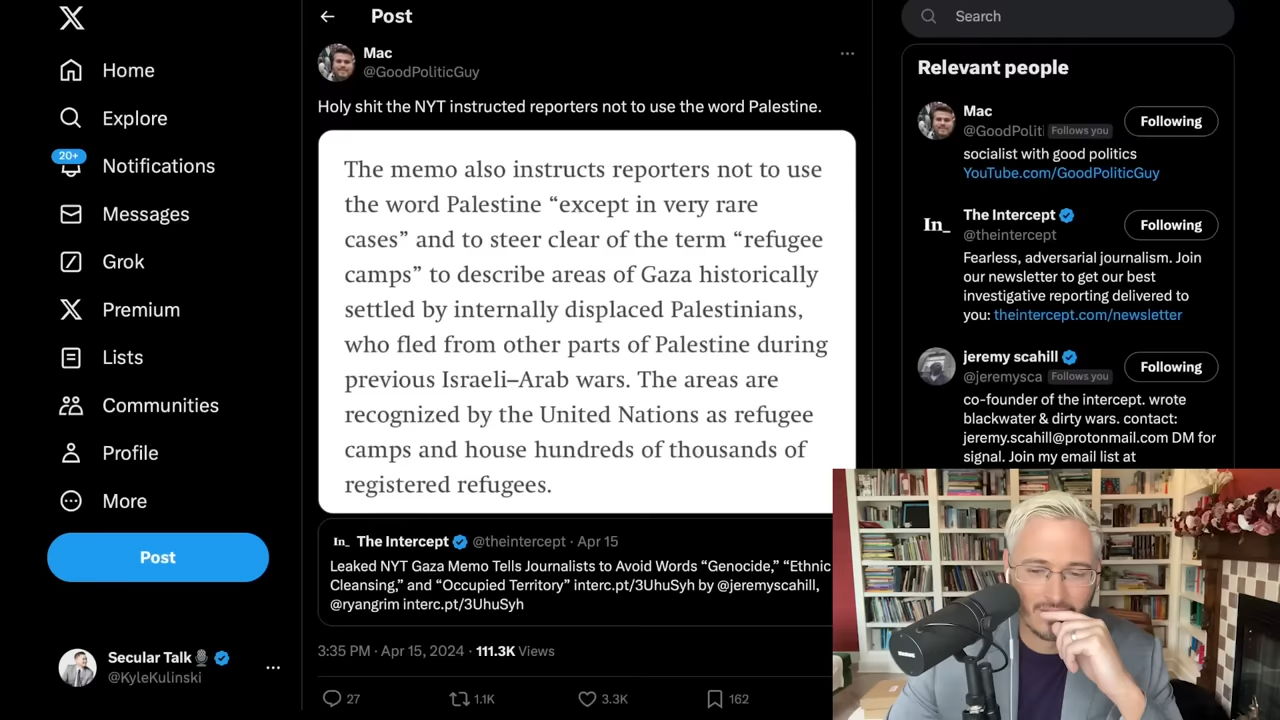 Home
Explore
20+
Notifications
Messages
Grok
Premium
Lists
Communities
Profile
More
Post
Secular Talk🎙️
@KyleKulinski
Post
Mac
@GoodPoliticGuy
Holy shit the NYT instructed reporters not to use the word Palestine.
The memo also instructs reporters not to use
the word Palestine “except in very rare
cases” and to steer clear of the term “refugee
camps” to describe areas of Gaza historically
settled by internally displaced Palestinians,
who fled from other parts of Palestine during
previous Israeli–Arab wars. The areas are
recognized by the United Nations as refugee
camps and house hundreds of thousands of
registered refugees.
In_ The Intercept @theintercept · Apr 15
Leaked NYT Gaza Memo Tells Journalists to Avoid Words “Genocide,” “Ethnic
Cleansing,” and “Occupied Territory” interc.pt/3UhuSyh by @jeremyscahill,
@ryangrim interc.pt/3UhuSyh
3:35 PM · Apr 15, 2024 · 111.3K Views
27 1.1K 3.3K 162
Search
Relevant people
Mac
@GoodPoliti Follows you
Following
socialist with good politics
YouTube.com/GoodPoliticGuy
In_
The Intercept
@theintercept
Following
Fearless, adversarial journalism. Join
our newsletter to get our best
investigative reporting delivered to
you: theintercept.com/newsletter
jeremy scahill
@jeremysca Follows you
Following
co-founder of the intercept. wrote
blackwater & dirty wars. contact:
jeremy.scahill@protonmail.com DM for
signal. Join my email list at